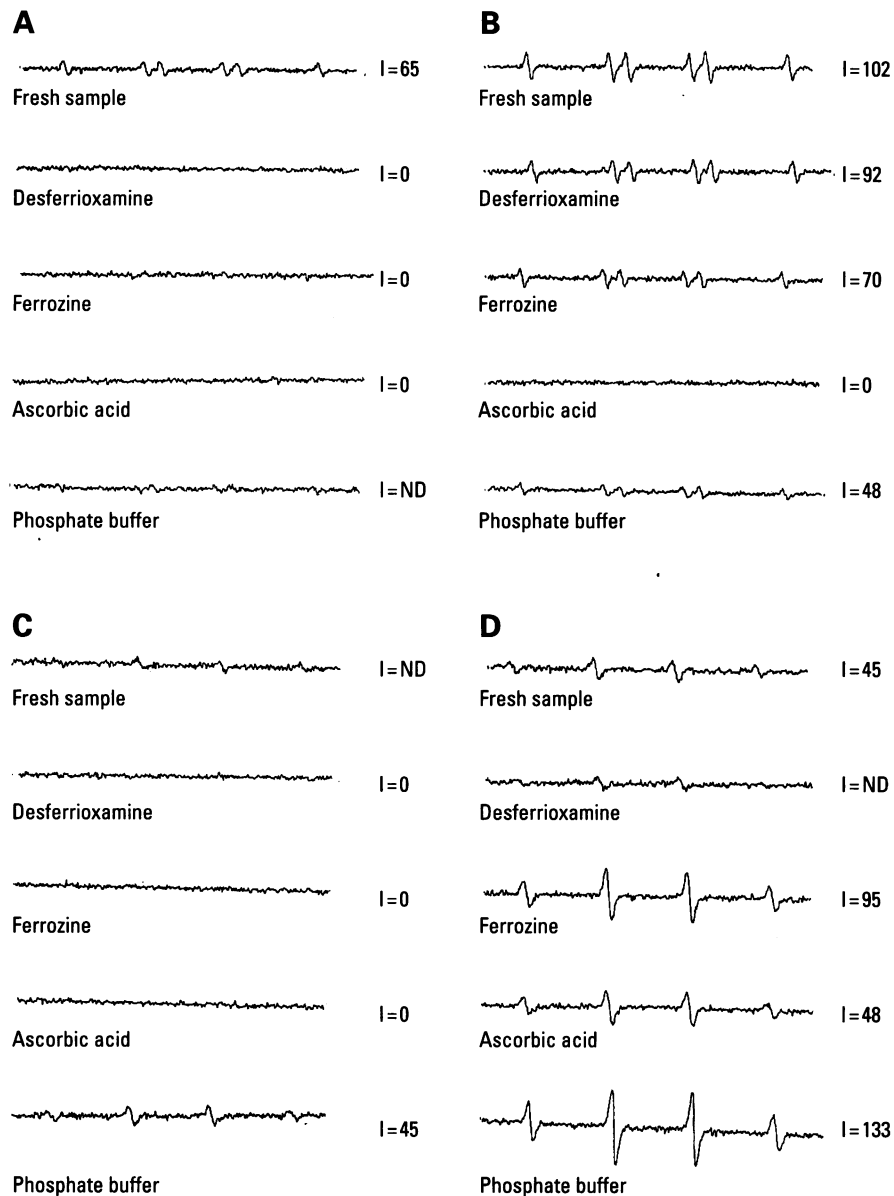 A
I=65
Fresh sample
I=0
Desferrioxamine
I=0
Ferrozine
I=0
Ascorbic acid
I=ND
Phosphate buffer
B
I=102
Fresh sample
I=92
Desferrioxamine
I=70
Ferrozine
I=0
Ascorbic acid
I=48
Phosphate buffer
C
I=ND
Fresh sample
I=0
Desferrioxamine
I=0
Ferrozine
I=0
Ascorbic acid
I=45
Phosphate buffer
D
I=45
Fresh sample
I=ND
Desferrioxamine
I=95
Ferrozine
I=48
Ascorbic acid
I=133
Phosphate buffer